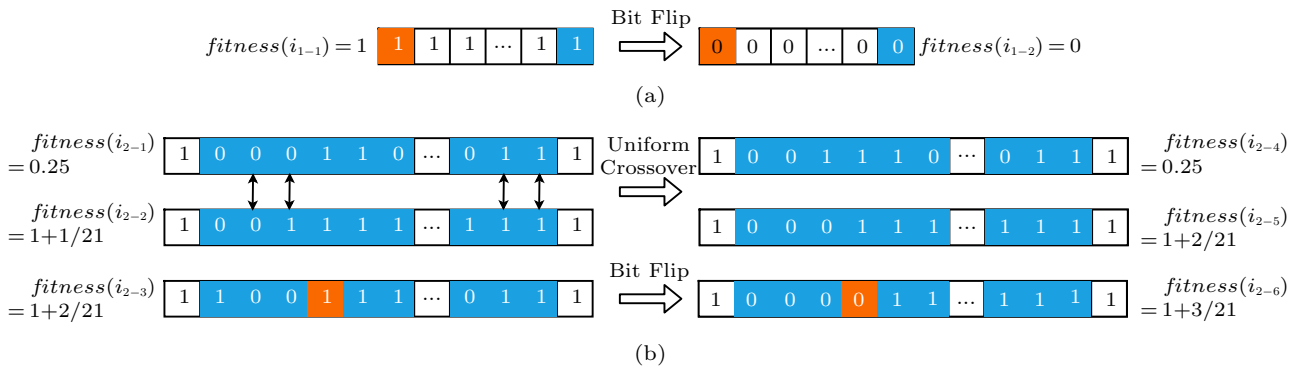 Bit Flip
fitness(i₁₋₁) = 1 1 1 1 ... 1 1 0 0 0 ... 0 0 fitness(i₁₋₂) = 0
(a)
fitness(i₂₋₁) = 0.25 1 0 0 0 1 1 0 ... 0 1 1 1
Uniform Crossover
1 0 0 1 1 1 0 ... 0 1 1 1 fitness(i₂₋₄) = 0.25
fitness(i₂₋₂) = 1+1/21 1 0 0 1 1 1 1 ... 1 1 1 1
1 0 0 0 1 1 1 ... 1 1 1 1 fitness(i₂₋₅) = 1+2/21
fitness(i₂₋₃) = 1+2/21 1 1 0 0 1 1 1 ... 0 1 1 1
Bit Flip
1 0 0 0 0 1 1 ... 1 1 1 1 fitness(i₂₋₆) = 1+3/21
(b)